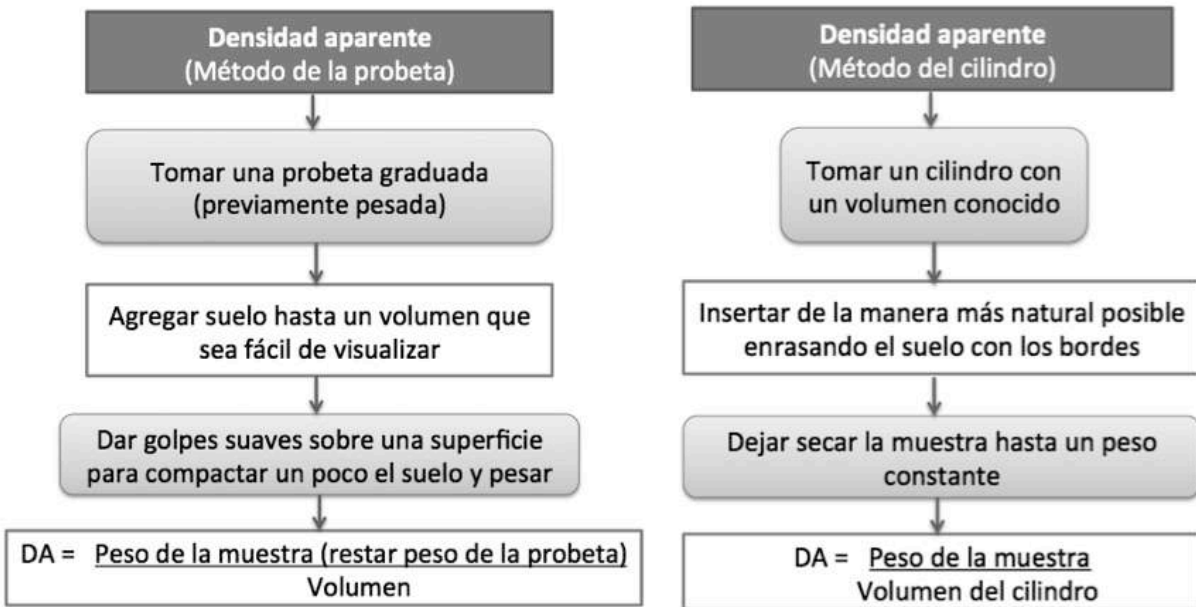 Densidad aparente
(Método de la probeta)
Tomar una probeta graduada
(previamente pesada)
Agregar suelo hasta un volumen que
sea fácil de visualizar
Dar golpes suaves sobre una superficie
para compactar un poco el suelo y pesar
DA = Peso de la muestra (restar peso de la probeta)
Volumen
Densidad aparente
(Método del cilindro)
Tomar un cilindro con
un volumen conocido
Insertar de la manera más natural posible
enrasando el suelo con los bordes
Dejar secar la muestra hasta un peso
constante
DA = Peso de la muestra
Volumen del cilindro